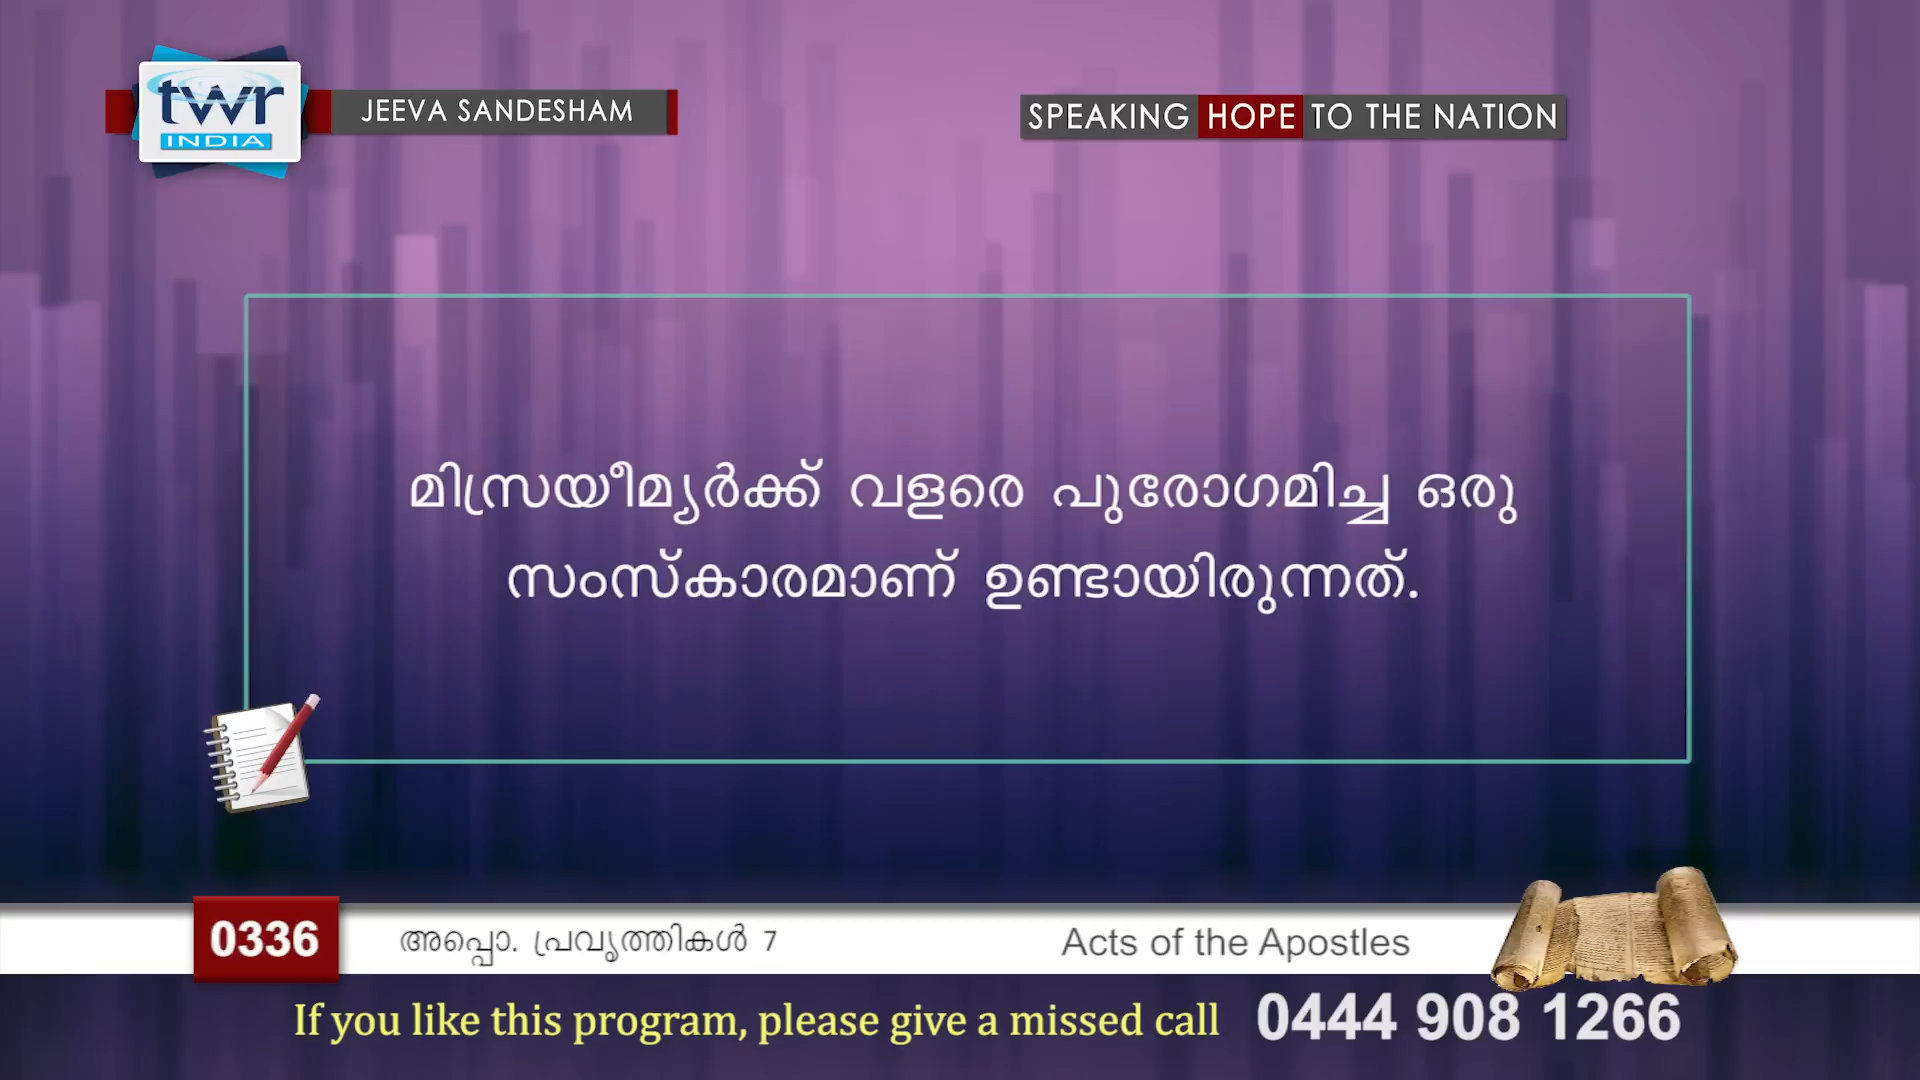 twr
INDIA
JEEVA SANDESHAM
SPEAKING HOPE TO THE NATION
മിസ്രയീമ്യർക്ക് വളരെ പുരോഗമിച്ച ഒരു
സംസ്കാരമാണ് ഉണ്ടായിരുന്നത്.
0336
അപ്പൊ. പ്രവൃത്തികൾ 7
Acts of the Apostles
If you like this program, please give a missed call 0444 908 1266